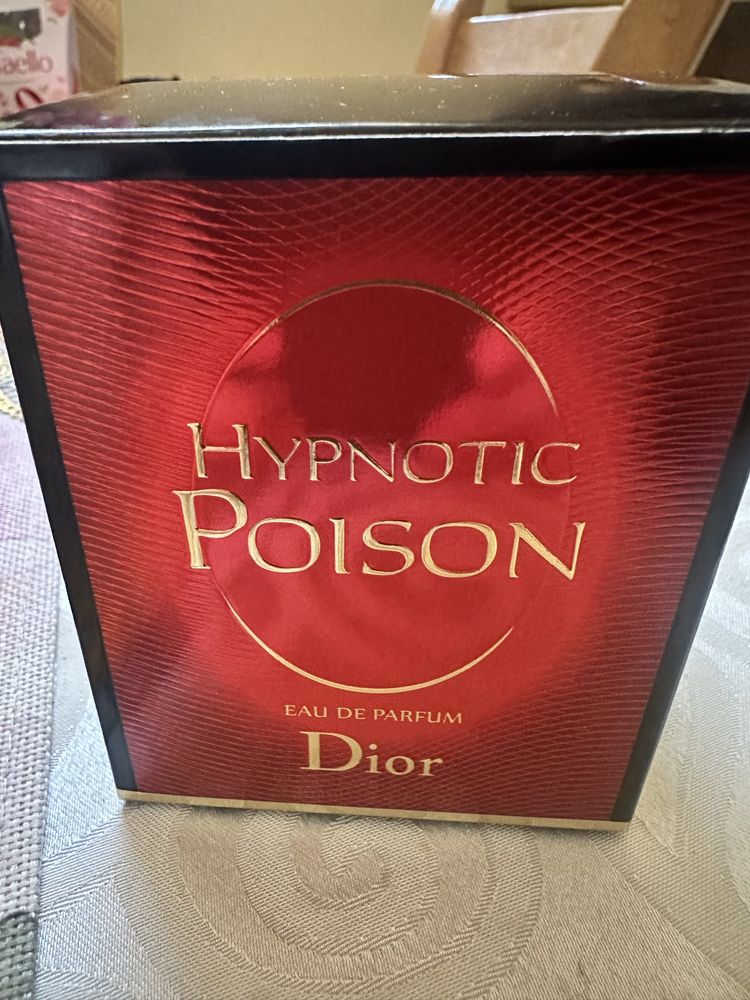 HYPNOTIC
POISON
EAU DE PARFUM
Dior